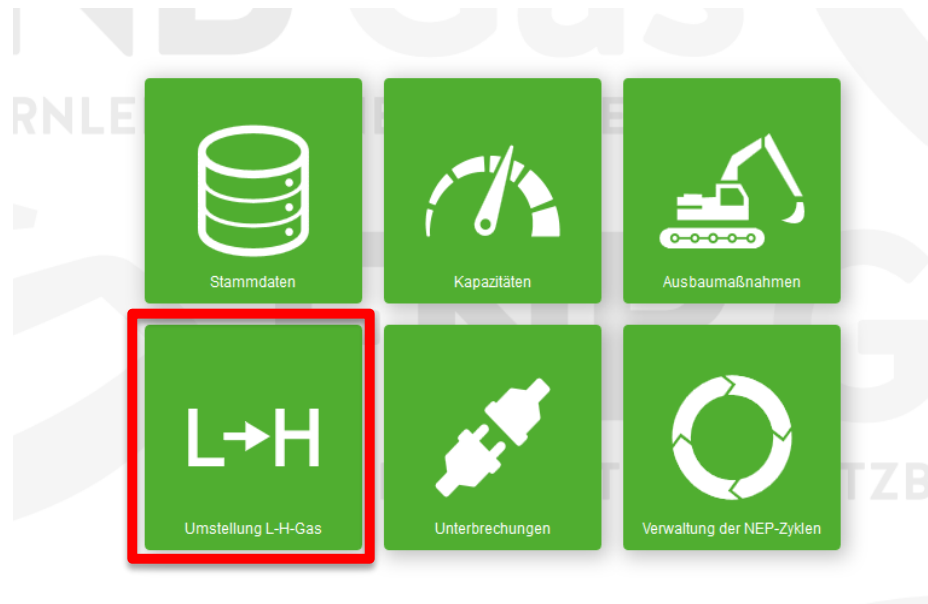 Stammdaten
Kapazitäten
Ausbaumaßnahmen
L→H
Umstellung L-H-Gas
Unterbrechungen
Verwaltung der NEP-Zyklen